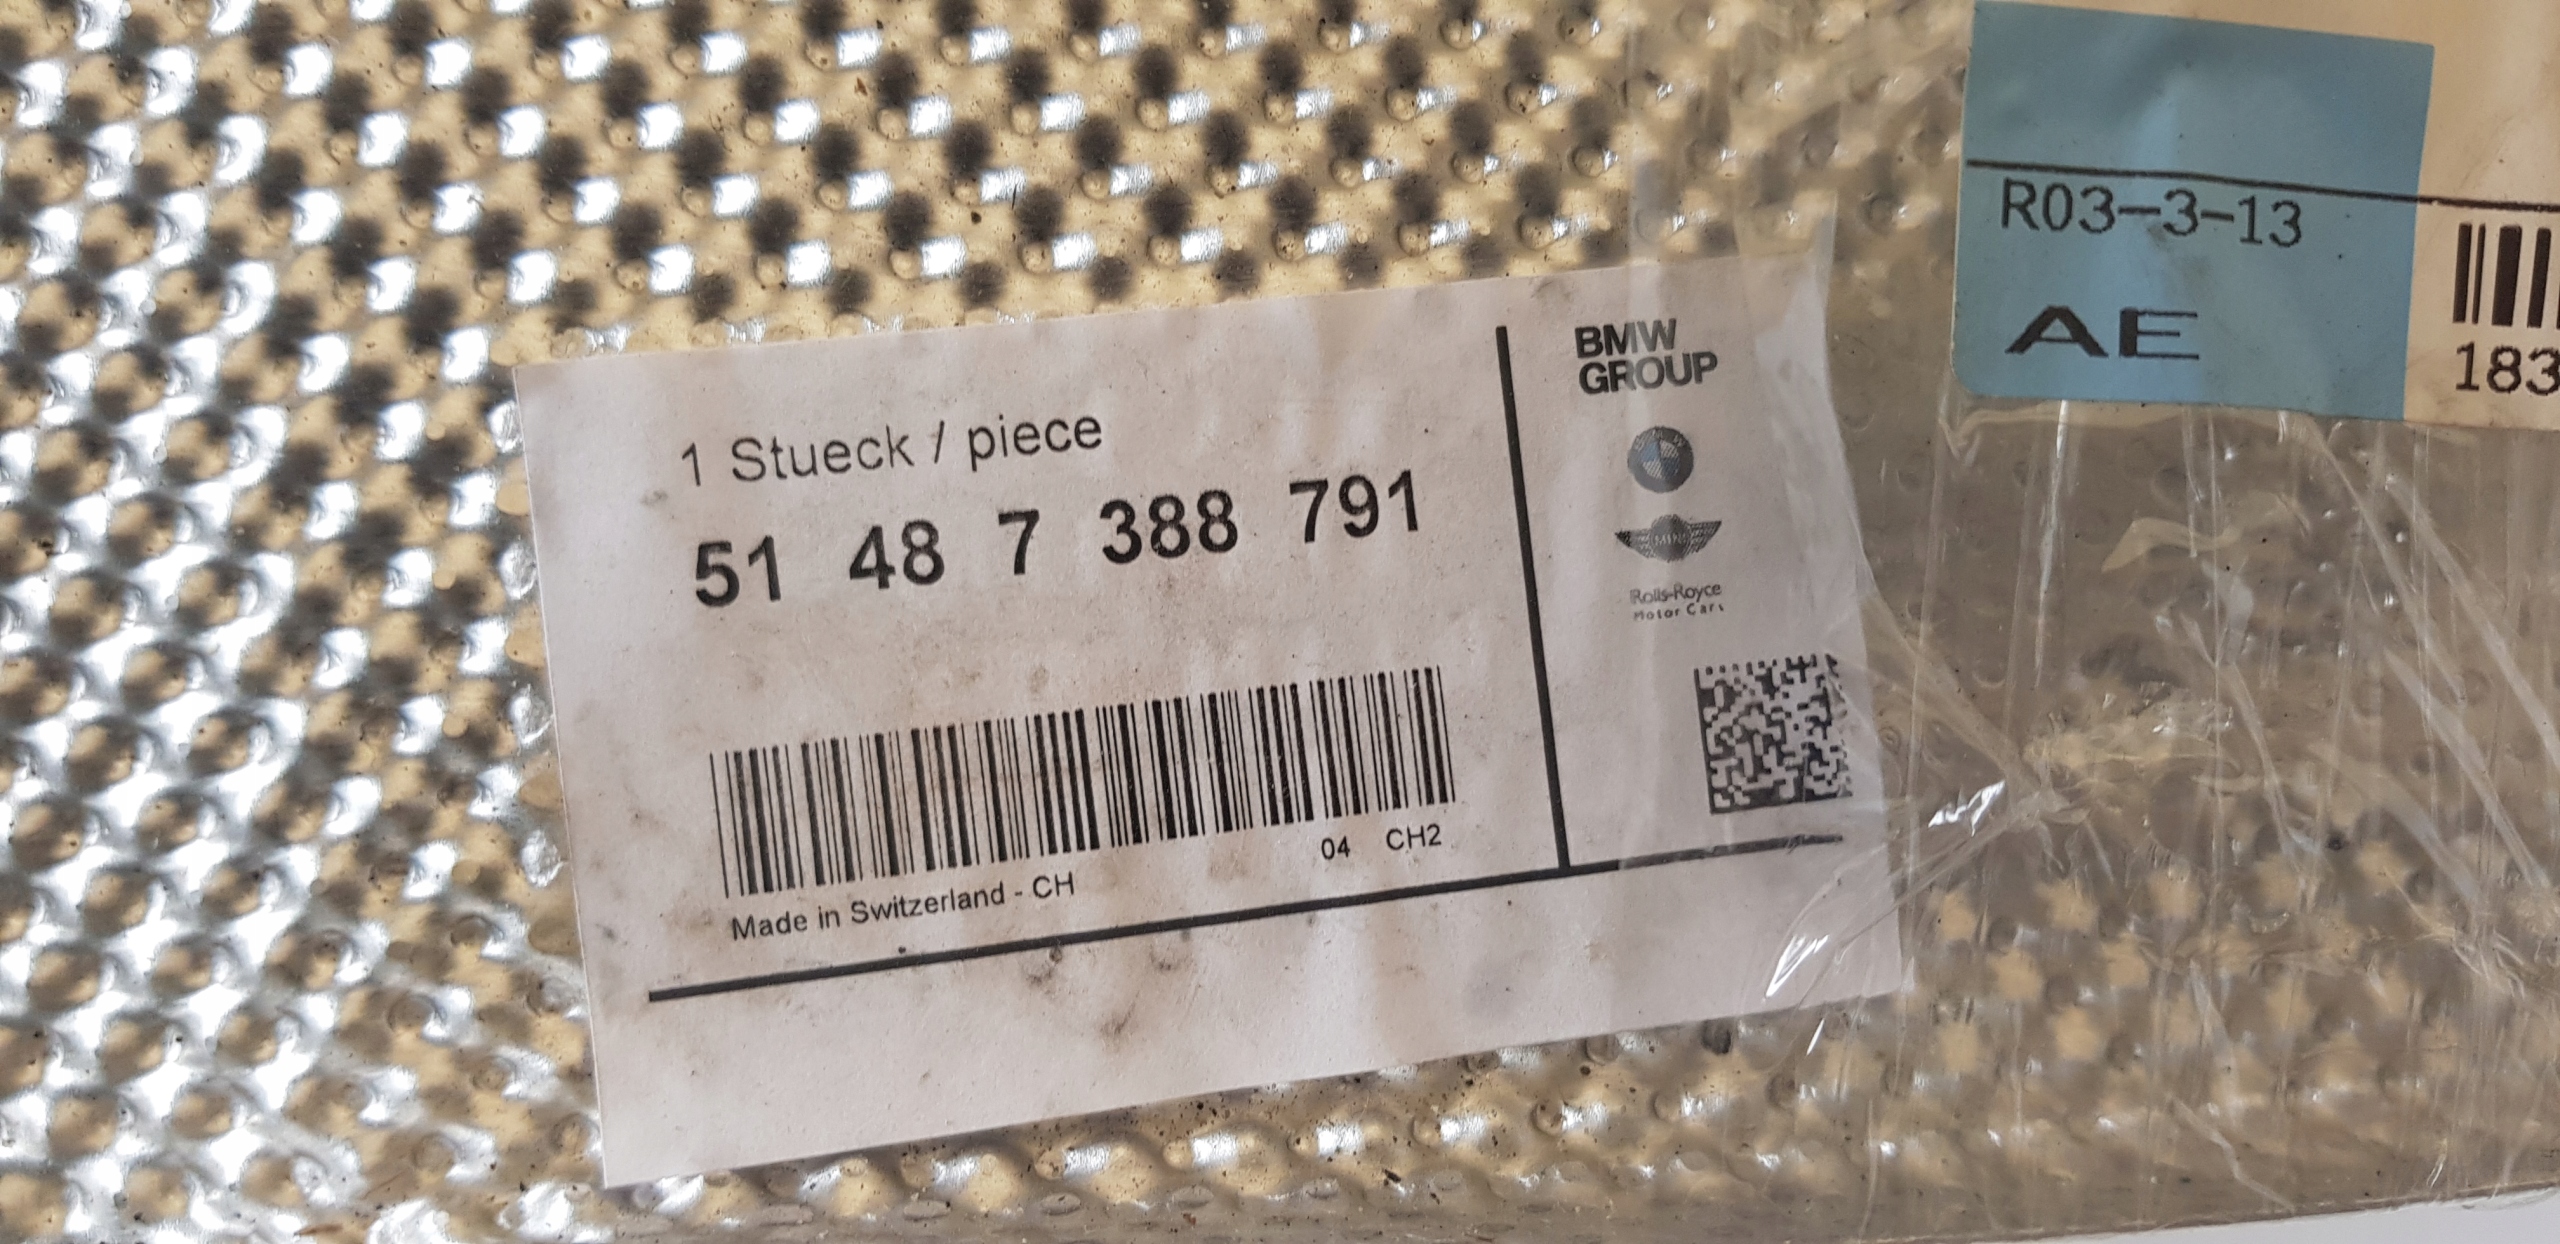 R03-3-13
AE
183
1 Stueck / piece
51 48 7 388 791
04 CH2
Made in Switzerland - CH
BMW
GROUP
MINI
Rolls-Royce
Motor Cars